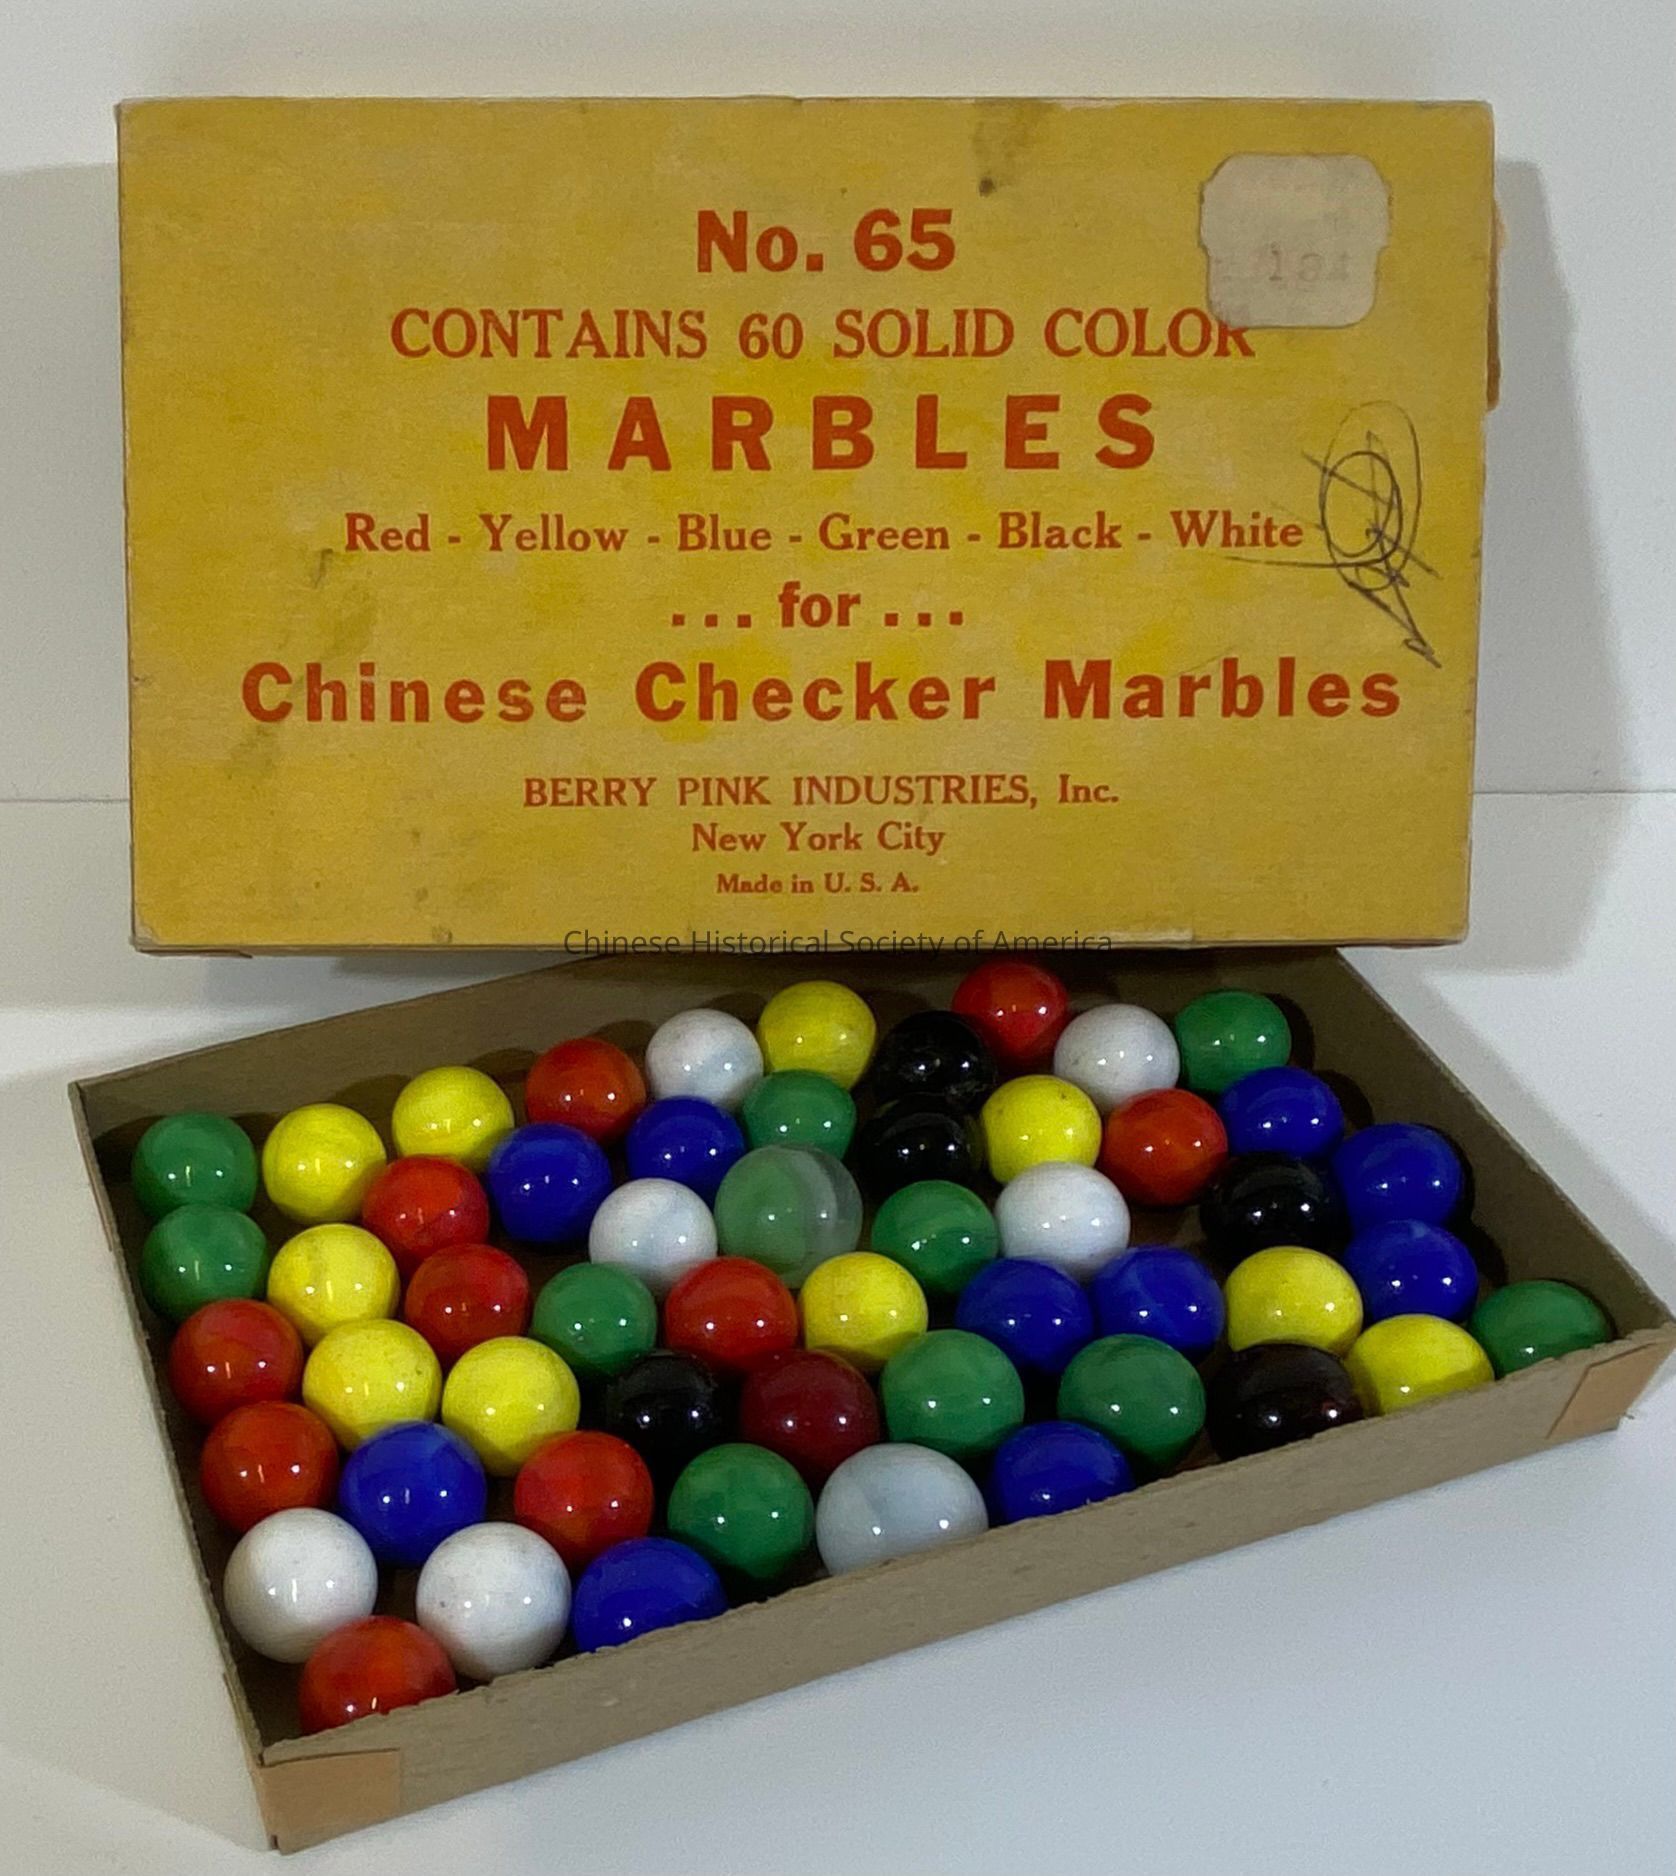 No. 65
CONTAINS 60 SOLID COLOR
MARBLES
Red - Yellow - Blue - Green - Black - White
. . . for . . .
Chinese Checker Marbles
BERRY PINK INDUSTRIES, Inc.
New York City
Made in U. S. A.
Chinese Historical Society of America